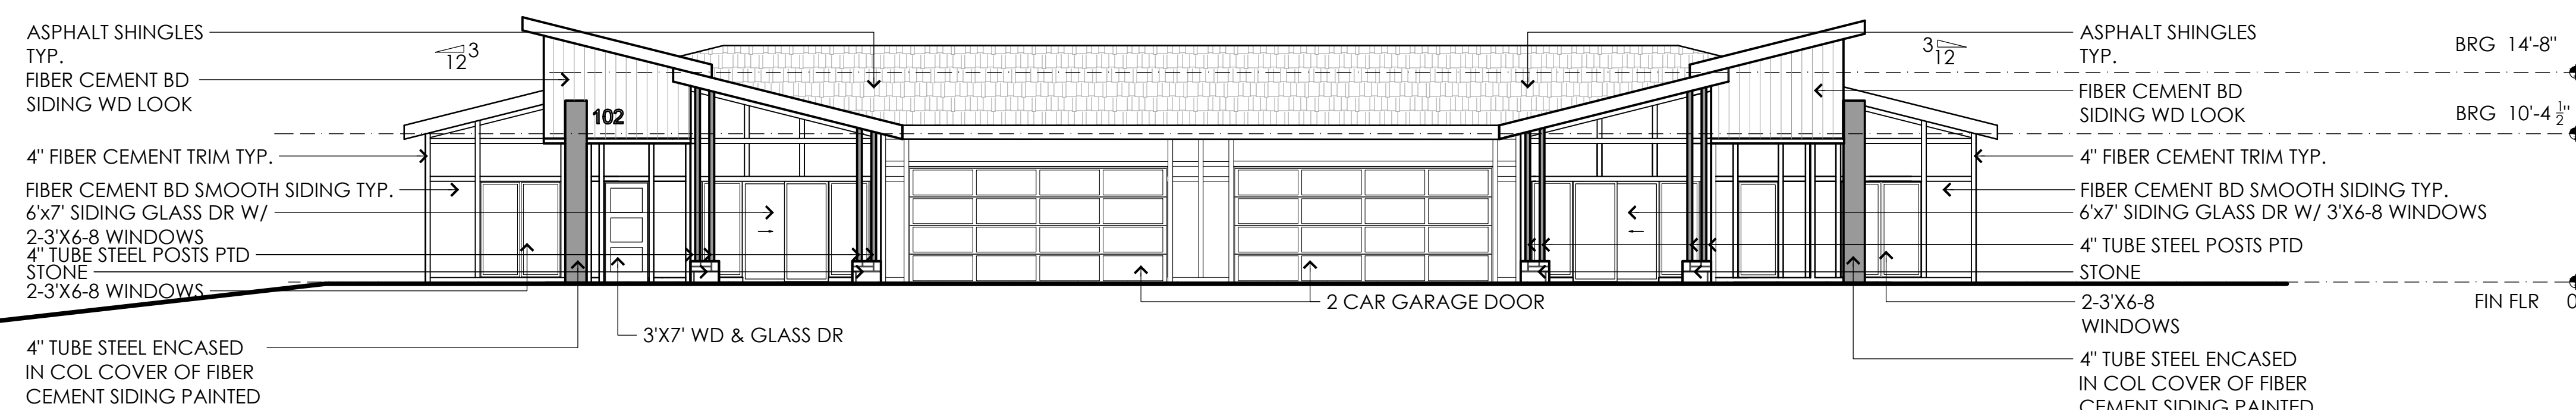 ASPHALT SHINGLES
TYP.
FIBER CEMENT BD
SIDING WD LOOK
4" FIBER CEMENT TRIM TYP.
FIBER CEMENT BD SMOOTH SIDING TYP.
6'x7' SIDING GLASS DR W/
2-3'X6-8 WINDOWS
4" TUBE STEEL POSTS PTD
STONE
2-3'X6-8 WINDOWS
4" TUBE STEEL ENCASED
IN COL COVER OF FIBER
CEMENT SIDING PAINTED
3
12
102
3'X7' WD & GLASS DR
2 CAR GARAGE DOOR
3
12
ASPHALT SHINGLES
TYP.
FIBER CEMENT BD
SIDING WD LOOK
4" FIBER CEMENT TRIM TYP.
FIBER CEMENT BD SMOOTH SIDING TYP.
6'x7' SIDING GLASS DR W/ 3'X6-8 WINDOWS
4" TUBE STEEL POSTS PTD
STONE
2-3'X6-8
WINDOWS
4" TUBE STEEL ENCASED
IN COL COVER OF FIBER
CEMENT SIDING PAINTED
BRG 14'-8"
BRG 10'-4 1/2"
FIN FLR 0